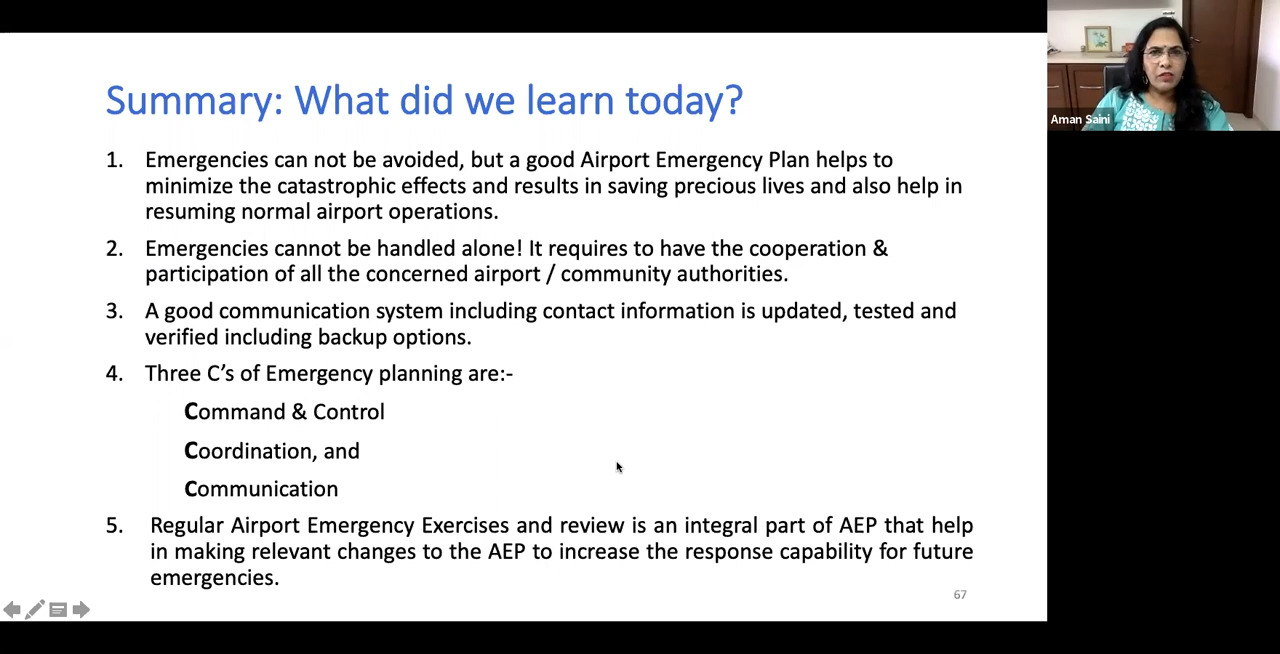 Summary: What did we learn today?
Aman Saini
1. Emergencies can not be avoided, but a good Airport Emergency Plan helps to
minimize the catastrophic effects and results in saving precious lives and also help in
resuming normal airport operations.
2. Emergencies cannot be handled alone! It requires to have the cooperation &
participation of all the concerned airport / community authorities.
3. A good communication system including contact information is updated, tested and
verified including backup options.
4. Three C’s of Emergency planning are:-
Command & Control
Coordination, and
Communication
5. Regular Airport Emergency Exercises and review is an integral part of AEP that help
in making relevant changes to the AEP to increase the response capability for future
emergencies.
67